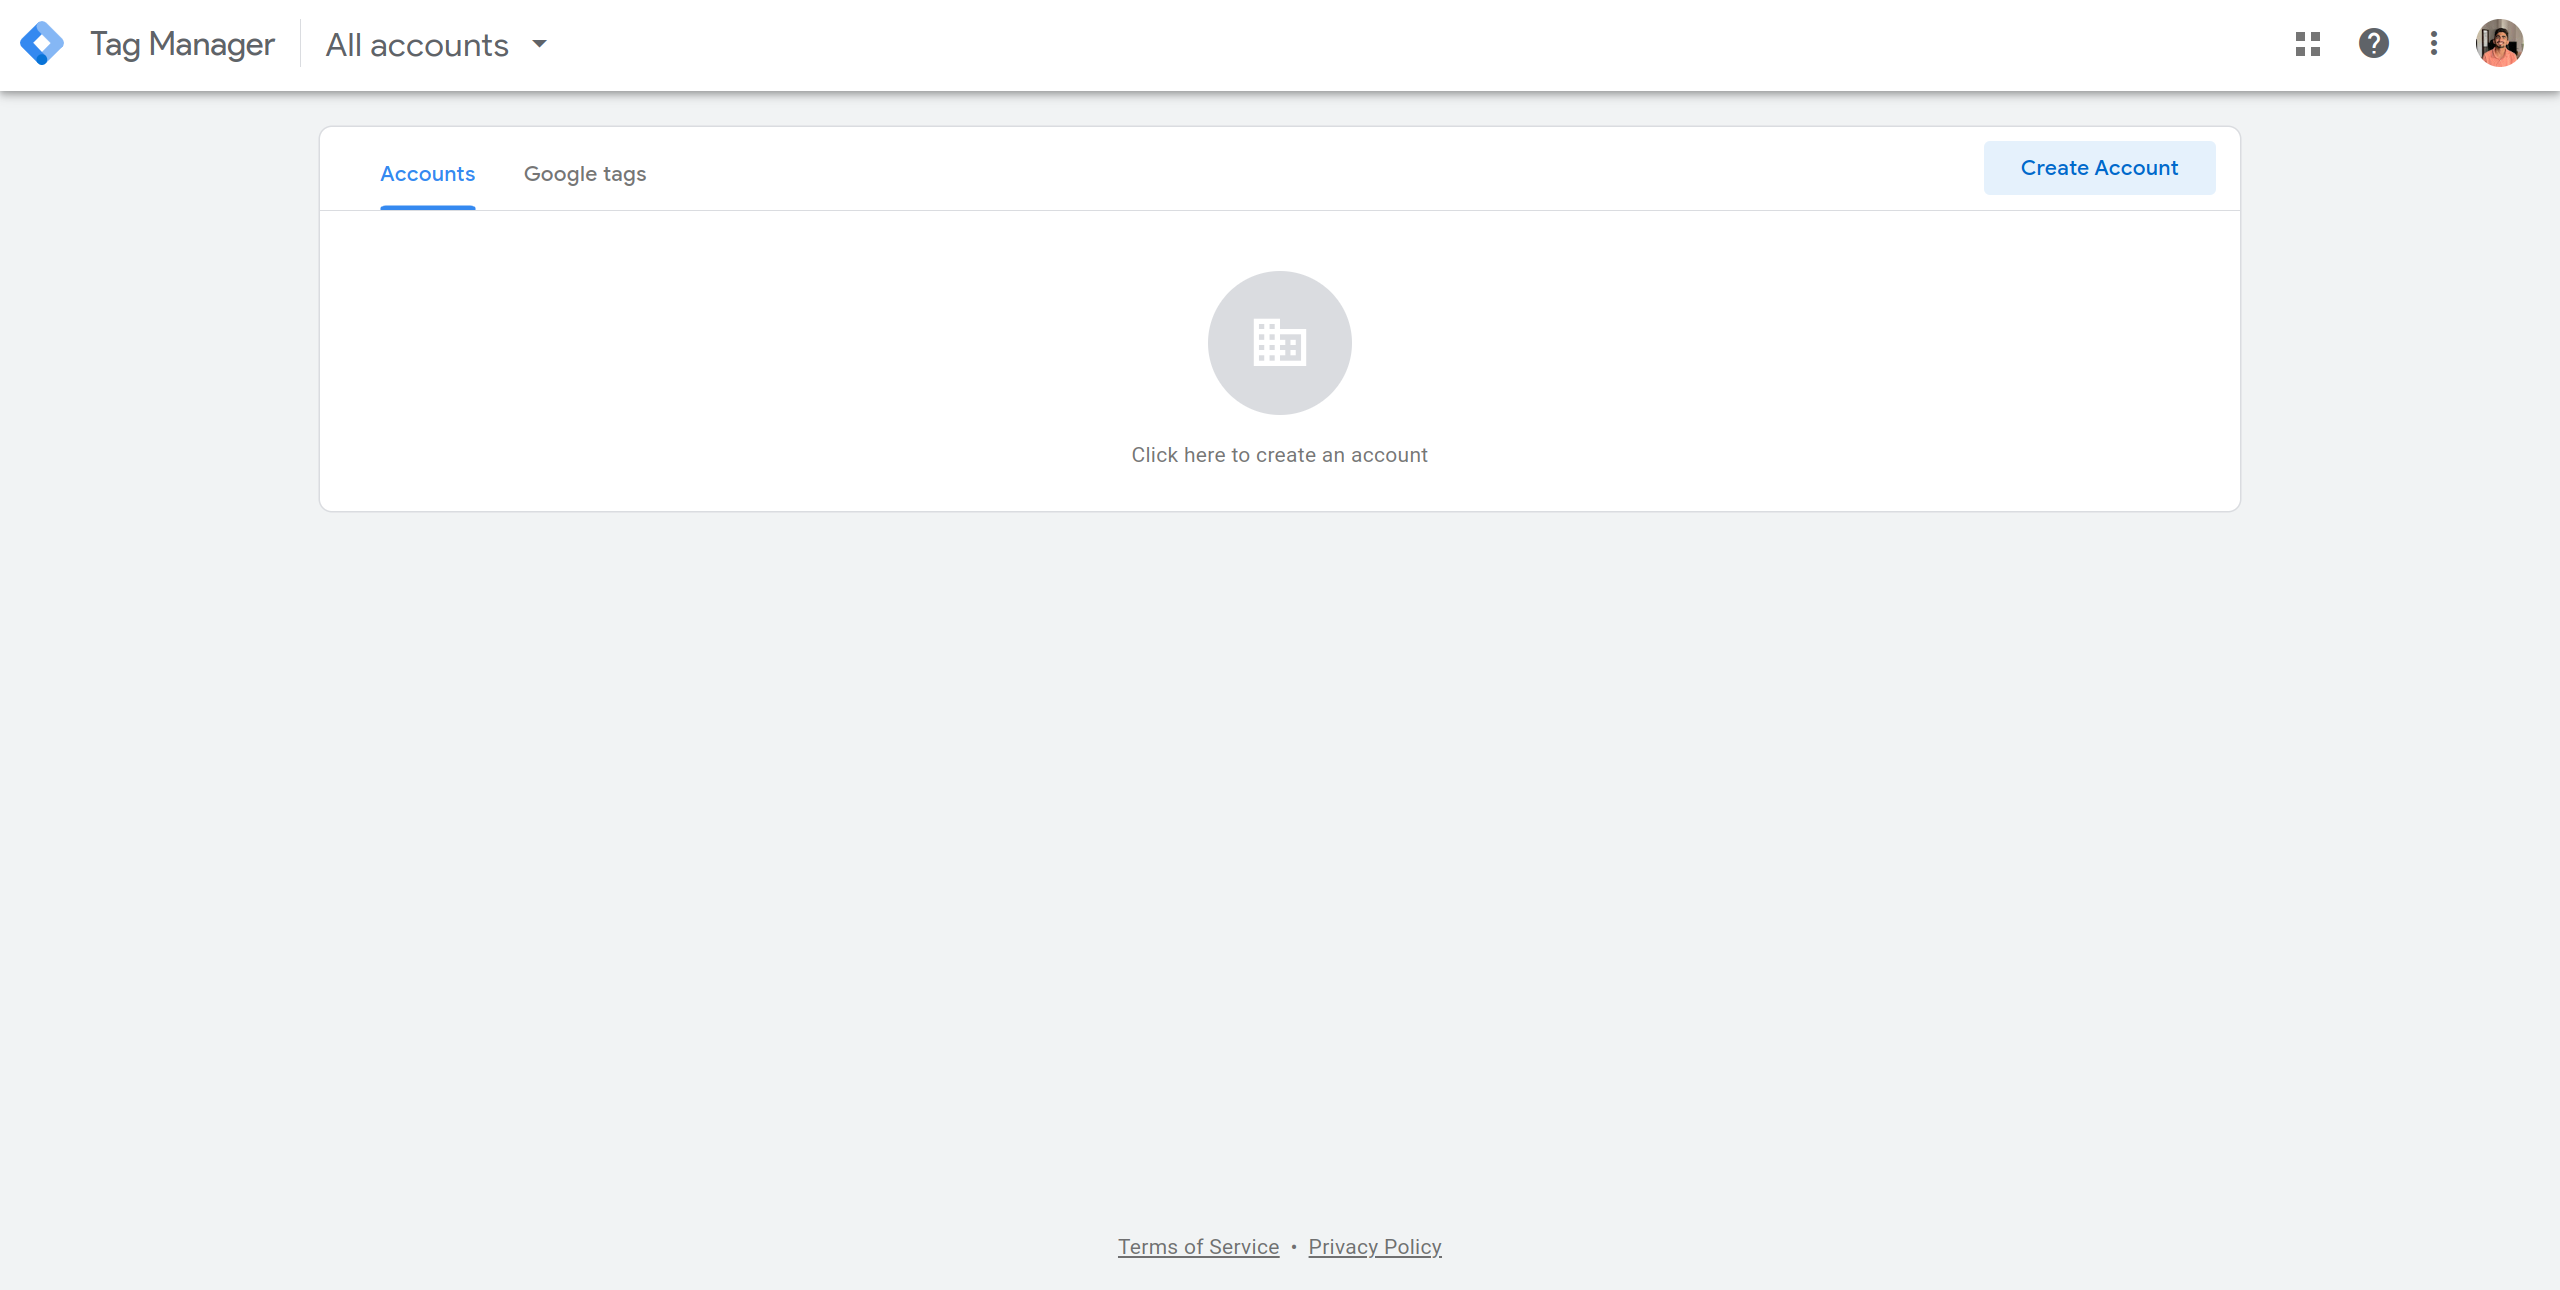 Tag Manager
All accounts
Accounts
Google tags
Create Account
Click here to create an account
Terms of Service • Privacy Policy